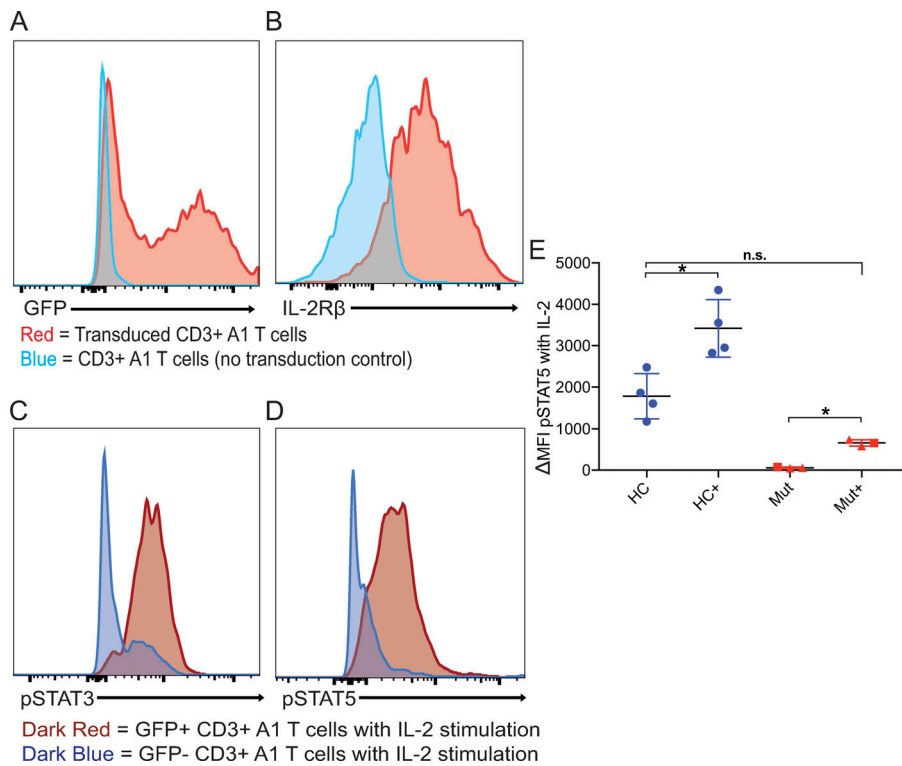 A
B
GFP
IL-2Rβ
Red = Transduced CD3+ A1 T cells
Blue = CD3+ A1 T cells (no transduction control)
C
D
pSTAT3
pSTAT5
Dark Red = GFP+ CD3+ A1 T cells with IL-2 stimulation
Dark Blue = GFP- CD3+ A1 T cells with IL-2 stimulation
E
n.s.
*
*
ΔMFI pSTAT5 with IL-2
5000
4000
3000
2000
1000
0
HC
HC+
Mut
Mut+